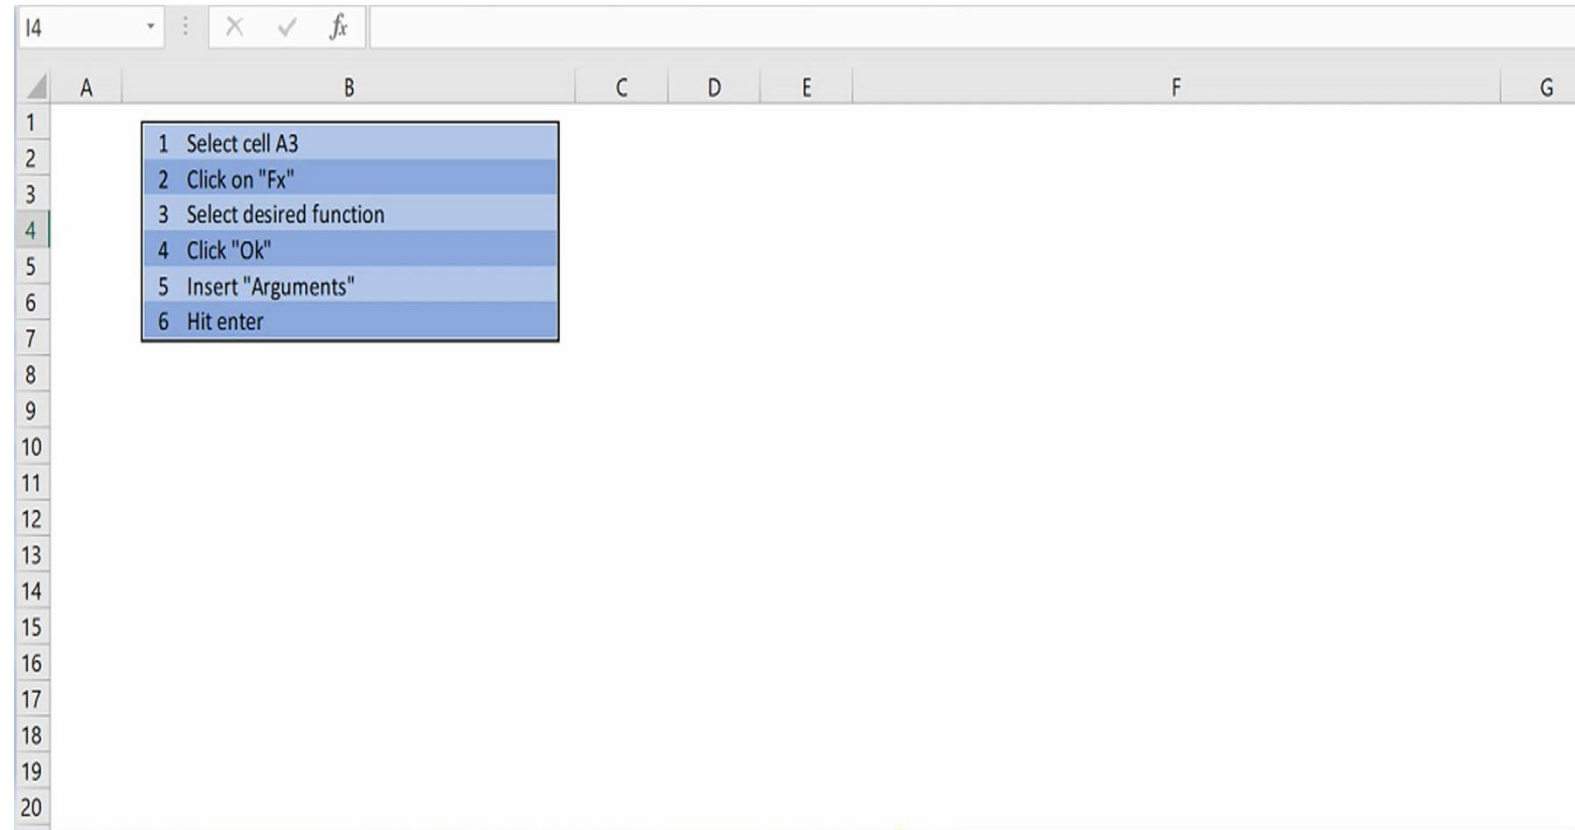 I4 fx
A B C D E F G
1
2
3
4
5
6
7
8
9
10
11
12
13
14
15
16
17
18
19
20
1 Select cell A3
2 Click on "Fx"
3 Select desired function
4 Click "Ok"
5 Insert "Arguments"
6 Hit enter